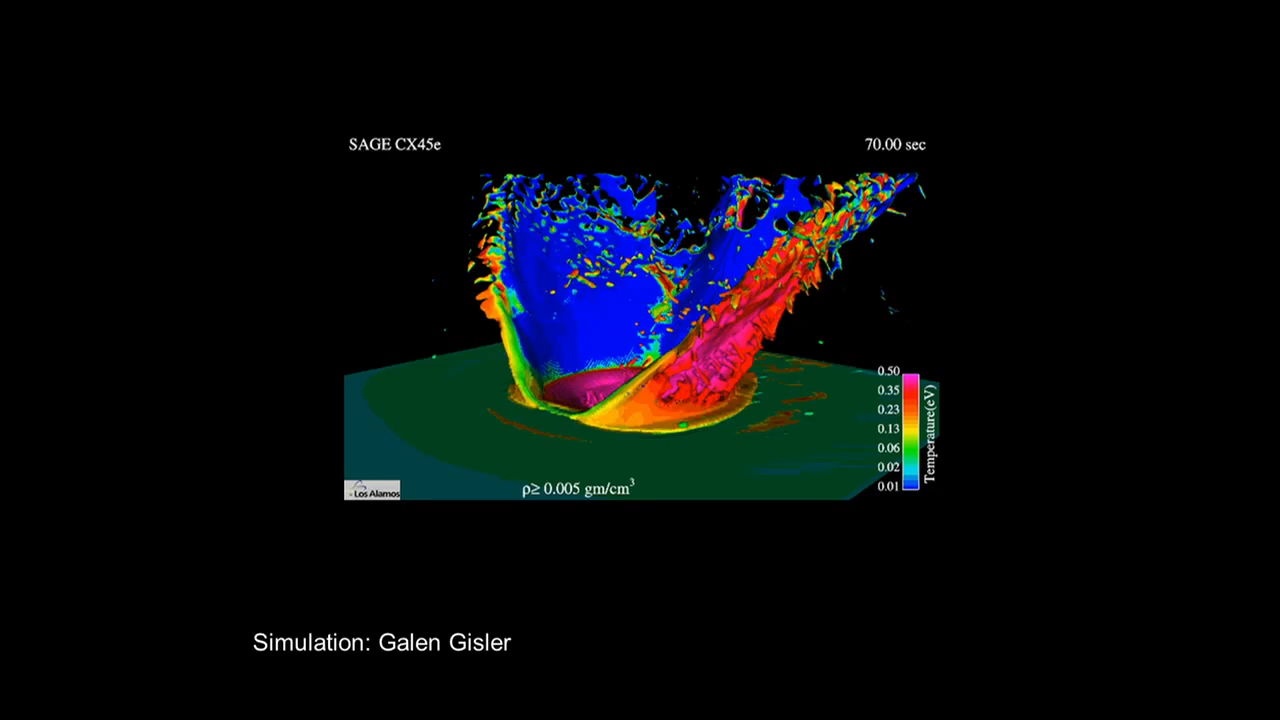 SAGE CX45e
70.00 sec
0.50
0.35
0.23
0.13
0.06
0.02
0.01
Temperature(eV)
Los Alamos
ρ≥ 0.005 gm/cm³
Simulation: Galen Gisler